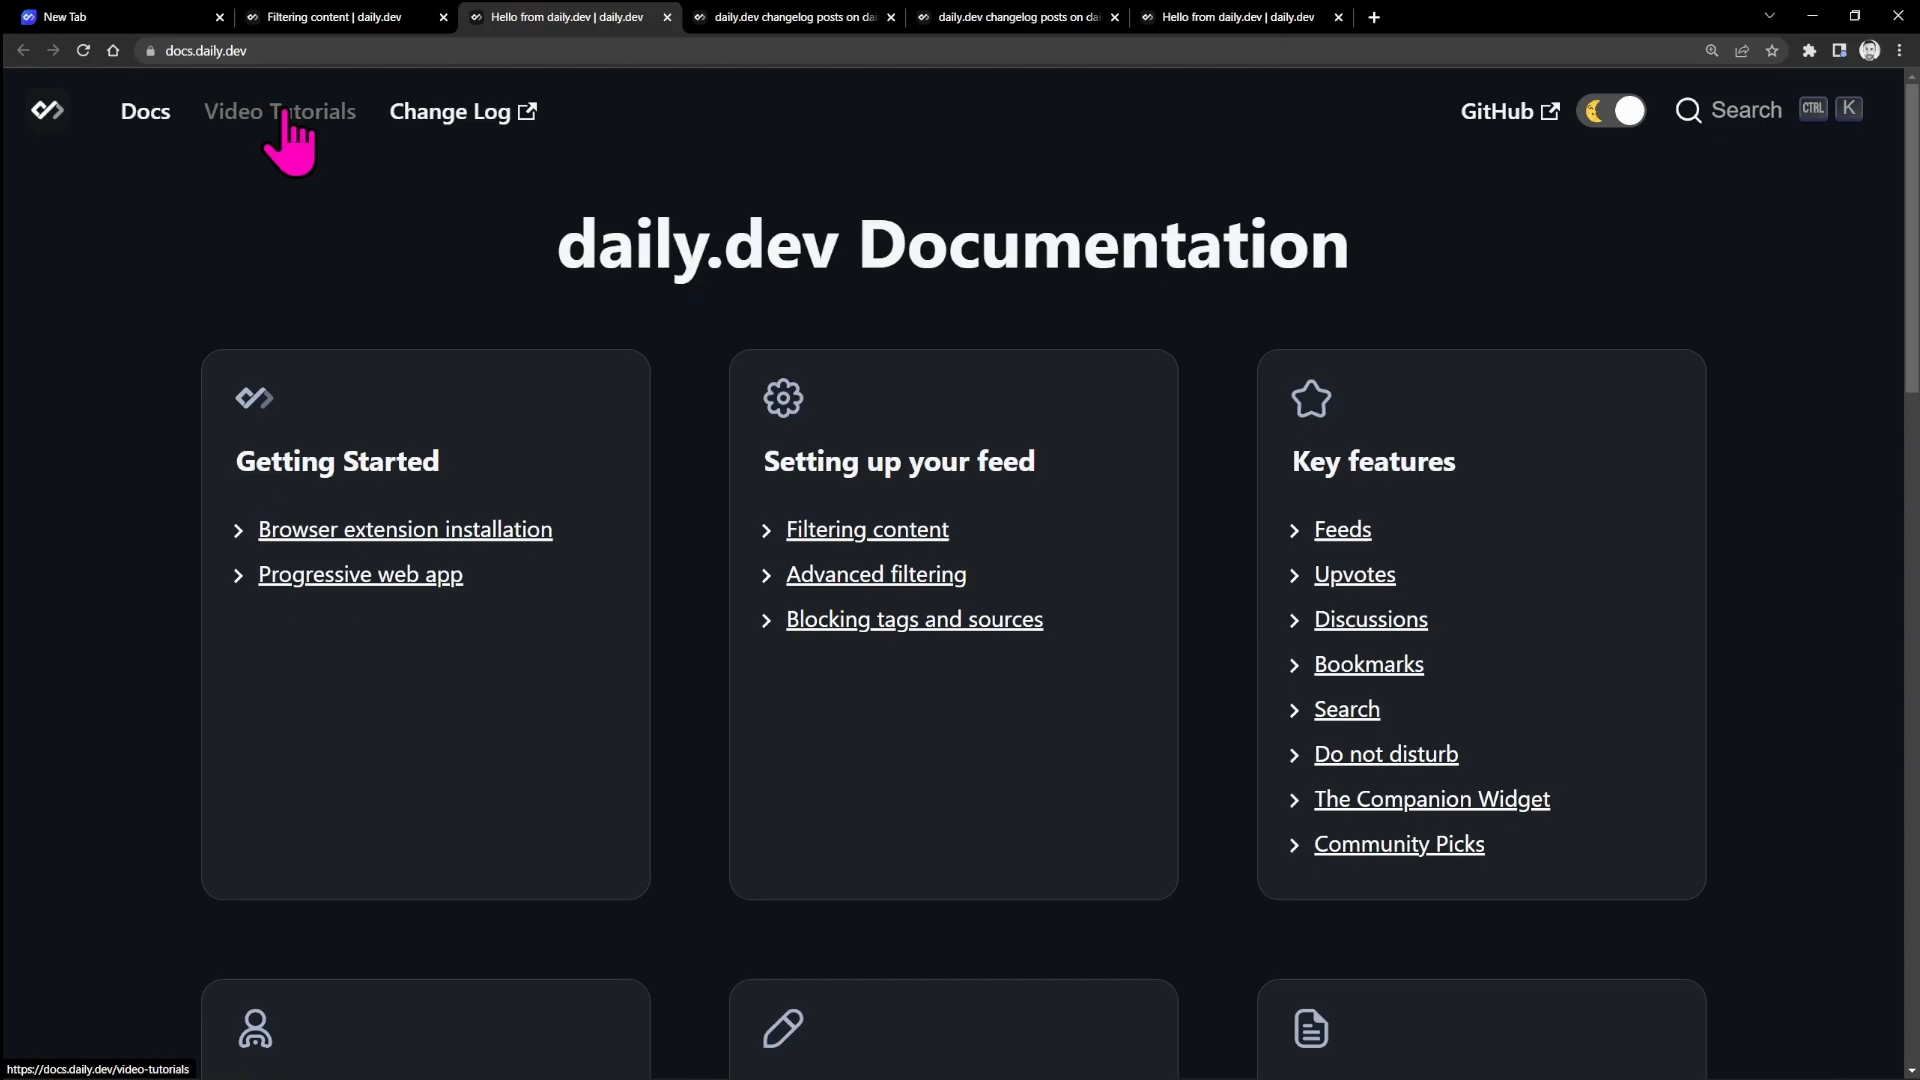 New Tab
Filtering content | daily.dev
Hello from daily.dev | daily.dev
daily.dev changelog posts on da
daily.dev changelog posts on da
Hello from daily.dev | daily.dev
docs.daily.dev
Docs
Video Tutorials
Change Log
GitHub
Search
CTRL
K
daily.dev Documentation
Getting Started
Browser extension installation
Progressive web app
Setting up your feed
Filtering content
Advanced filtering
Blocking tags and sources
Key features
Feeds
Upvotes
Discussions
Bookmarks
Search
Do not disturb
The Companion Widget
Community Picks
https://docs.daily.dev/video-tutorials